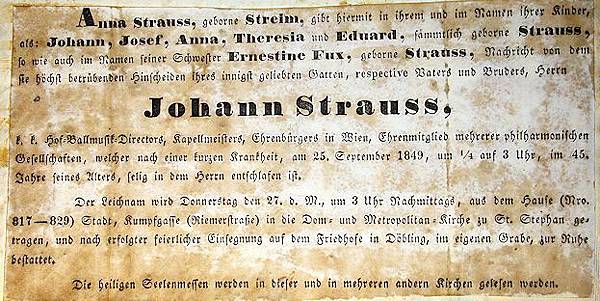 Anna Strauss, geborne Streim, gibt hiermit in ihrem und im Namen ihrer Kinder,
als: Johann, Josef, Anna, Theresia und Eduard, sämmtlich geborne Strauss,
so wie auch im Namen seiner Schwester Ernestine Fux, geborne Strauss, Nachricht von dem
sie höchst betrübenden Hinscheiden ihres innigst geliebten Gatten, respective Vaters und Bruders, Herrn
Johann Strauss,
k. k. Hof-Ballmusik-Directors, Kapellmeisters, Ehrenbürgers in Wien, Ehrenmitglied mehrerer philharmonischen
Gesellschaften, welcher nach einer kurzen Krankheit, am 25. September 1849, um ¼ auf 3 Uhr, im 45.
Jahre seines Alters, selig in dem Herrn entschlafen ist.
Der Leichnam wird Donnerstag den 27. d. M., um 3 Uhr Nachmittags, aus dem Hause (Nro.
817—829) Stadt, Kumpfgasse (Riemerstraße) in die Dom- und Metropolitan-Kirche zu St. Stephan ge-
tragen, und nach erfolgter feierlicher Einsegnung auf dem Friedhofe in Döbling, im eigenen Grabe, zur Ruhe
bestattet.
Die heiligen Seelenmessen werden in dieser und in mehreren andern Kirchen gelesen werden.